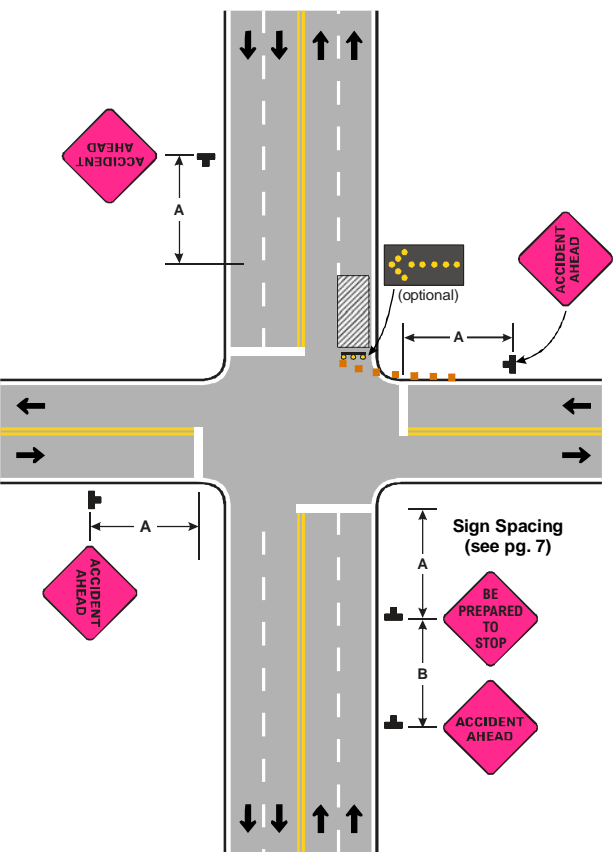 ACCIDENT
AHEAD
A
(optional)
ACCIDENT
AHEAD
A
A
ACCIDENT
AHEAD
Sign Spacing
(see pg. 7)
A
BE
PREPARED
TO
STOP
B
ACCIDENT
AHEAD